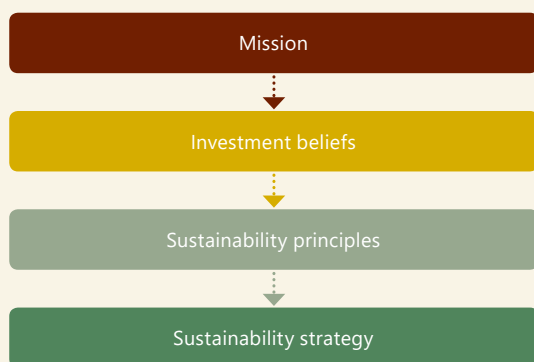 Mission
Investment beliefs
Sustainability principles
Sustainability strategy